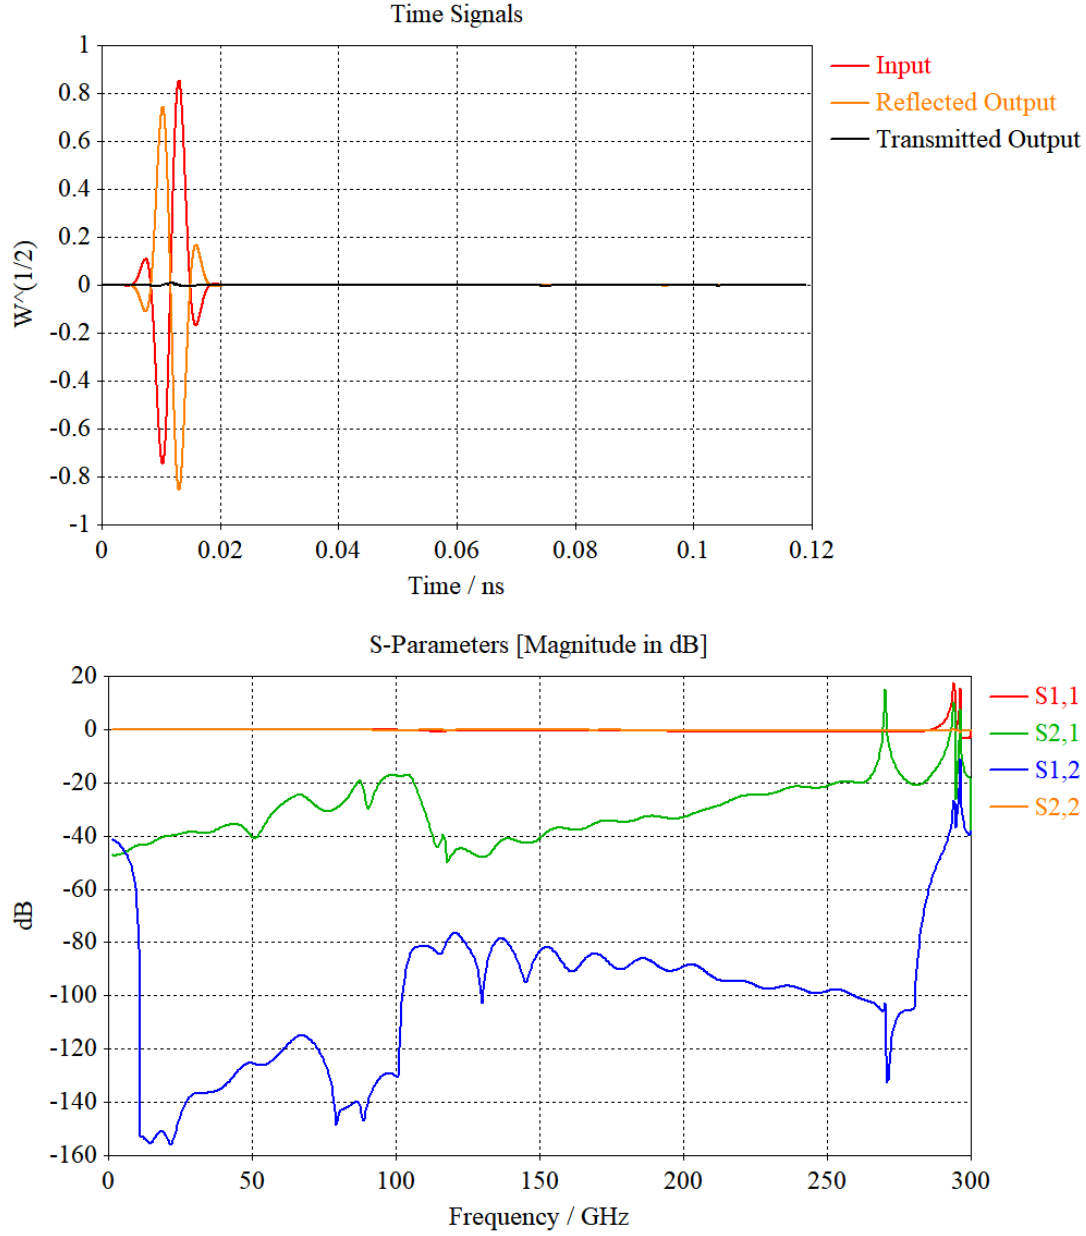 Time Signals
1
0.8
0.6
0.4
0.2
0
-0.2
-0.4
-0.6
-0.8
-1
W^(1/2)
0 0.02 0.04 0.06 0.08 0.1 0.12
Time / ns
Input
Reflected Output
Transmitted Output
S-Parameters [Magnitude in dB]
20
0
-20
-40
-60
-80
-100
-120
-140
-160
dB
0 50 100 150 200 250 300
Frequency / GHz
S1,1
S2,1
S1,2
S2,2